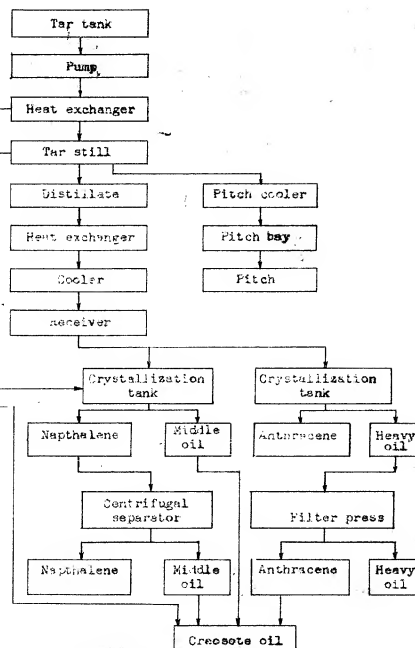 Tar tank
Pump
Heat exchanger
Tar still
Distillate
Pitch cooler
Heat exchanger
Pitch bay
Cooler
Pitch
Receiver
Crystallization
tank
Crystallization
tank
Napthalene
Middle
oil
Anthracene
Heavy
oil
Centrifugal
separator
Filter press
Napthalene
Middle
oil
Anthracene
Heavy
oil
Creosote oil